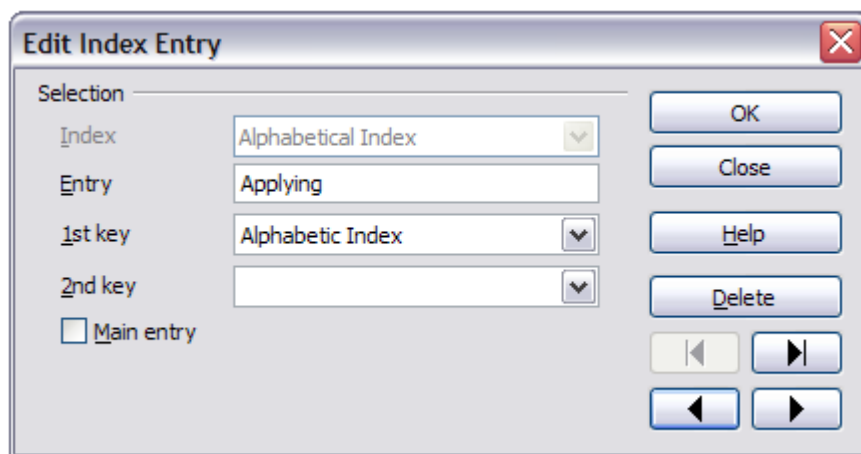 Edit Index Entry
Selection
OK
Index
Alphabetical Index
Entry
Applying
Close
1st key
Alphabetic Index
Help
2nd key
Delete
Main entry